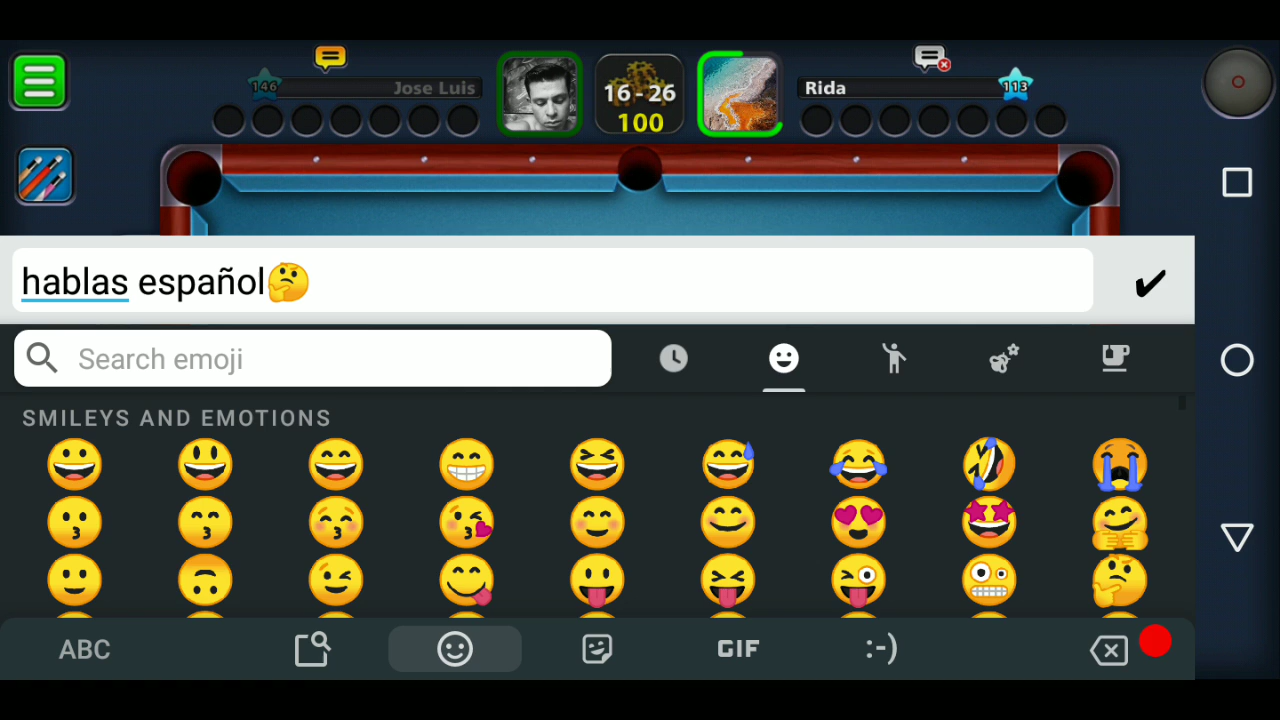 146
Jose Luis
16 - 26
100
Rida
113
hablas español🤔
Search emoji
SMILEYS AND EMOTIONS
ABC
GIF
:-)